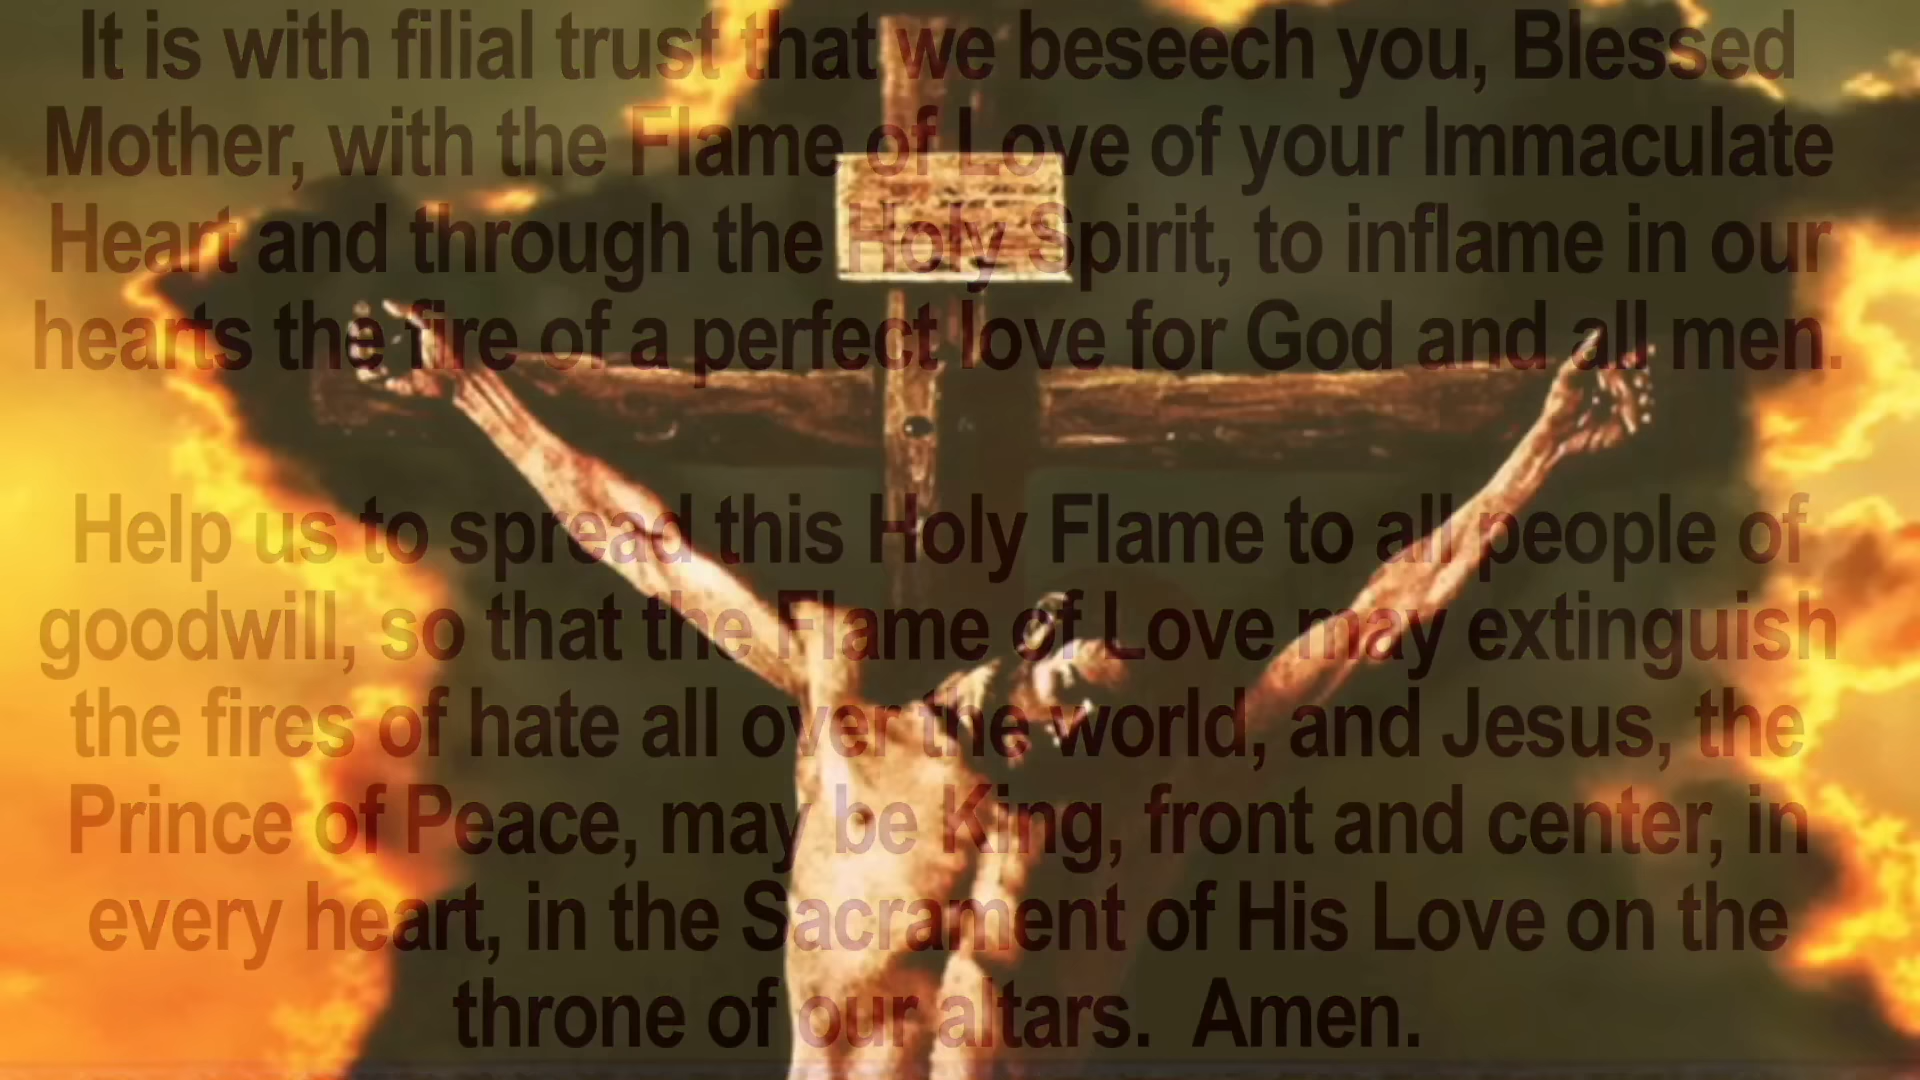 It is with filial trust that we beseech you, Blessed
Mother, with the Flame of Love of your Immaculate
Heart and through the Holy Spirit, to inflame in our
hearts the fire of a perfect love for God and all men.
Help us to spread this Holy Flame to all people of
goodwill, so that the Flame of Love may extinguish
the fires of hate all over the world, and Jesus, the
Prince of Peace, may be King, front and center, in
every heart, in the Sacrament of His Love on the
throne of our altars.  Amen.